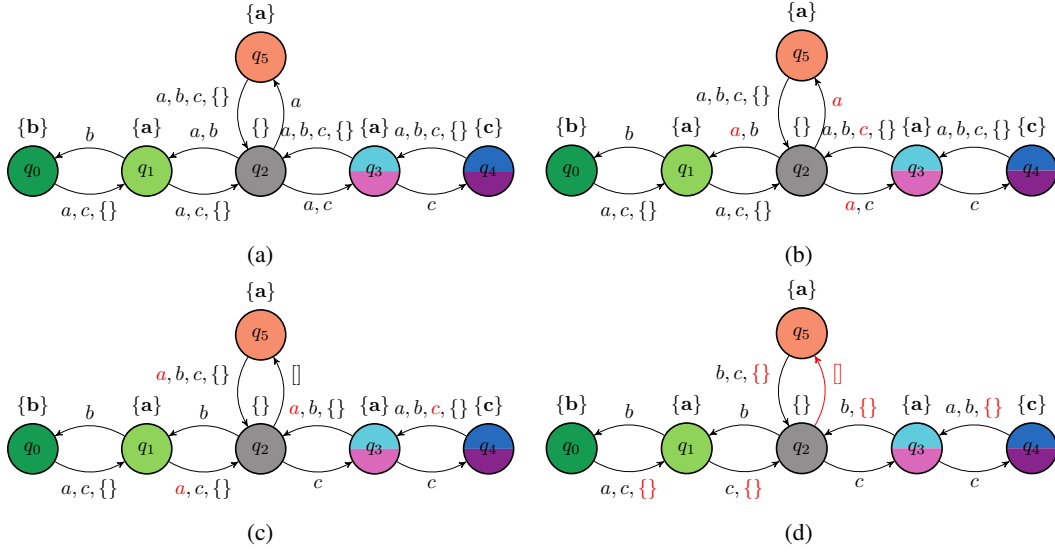 {a}
q5
a, b, c, {}
a
{b}
b
{a}
a, b
{}
a, b, c, {}
{a}
a, b, c, {}
{c}
q0
q1
q2
q3
q4
a, c, {}
a, c, {}
a, c
c
(a)
{a}
q5
a, b, c, {}
a
{b}
b
{a}
a, b
{}
a, b, c, {}
{a}
a, b, c, {}
{c}
q0
q1
q2
q3
q4
a, c, {}
a, c, {}
a, c
c
(b)
{a}
q5
a, b, c, {}
[]
{b}
b
{a}
b
{}
a, b, {}
{a}
a, b, c, {}
{c}
q0
q1
q2
q3
q4
a, c, {}
a, c, {}
c
c
(c)
{a}
q5
b, c, {}
[]
{b}
b
{a}
b
{}
b, {}
{a}
a, b, {}
{c}
q0
q1
q2
q3
q4
a, c, {}
c, {}
c
c
(d)